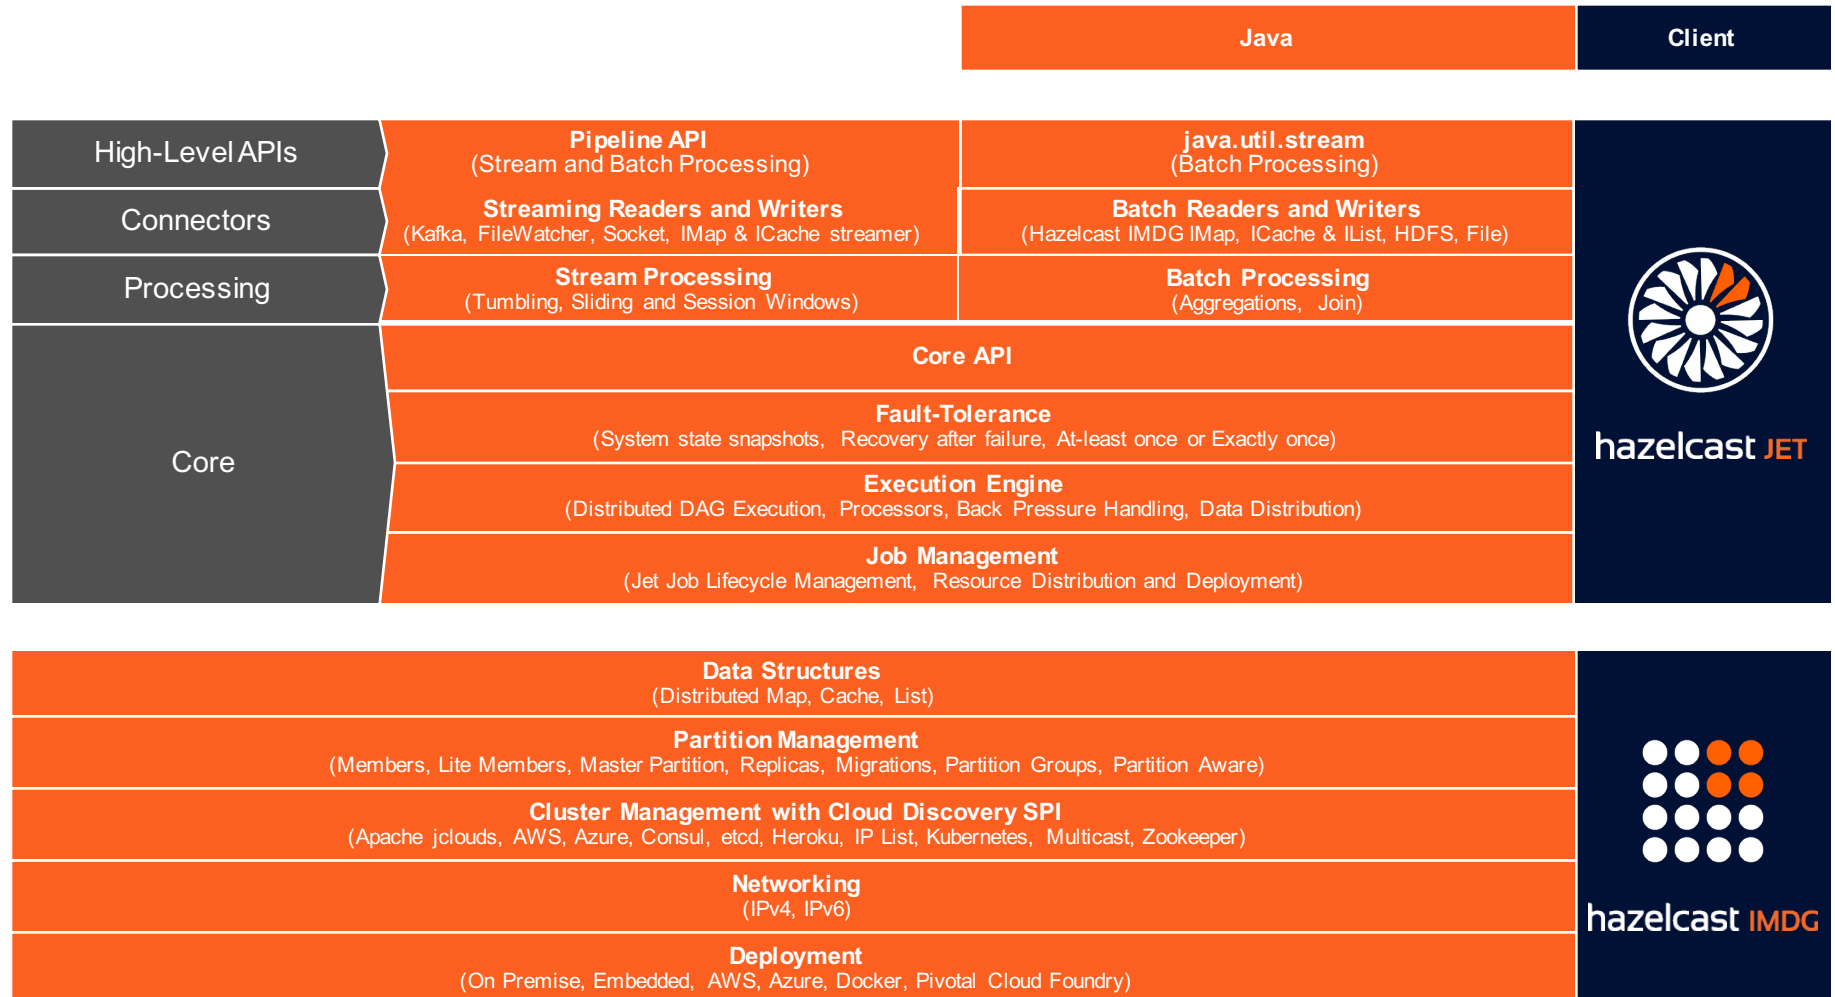 Java
Client
High-Level APIs
Pipeline API
(Stream and Batch Processing)
java.util.stream
(Batch Processing)
Connectors
Streaming Readers and Writers
(Kafka, FileWatcher, Socket, IMap & ICache streamer)
Batch Readers and Writers
(Hazelcast IMDG IMap, ICache & IList, HDFS, File)
Processing
Stream Processing
(Tumbling, Sliding and Session Windows)
Batch Processing
(Aggregations, Join)
Core
Core API
Fault-Tolerance
(System state snapshots, Recovery after failure, At-least once or Exactly once)
Execution Engine
(Distributed DAG Execution, Processors, Back Pressure Handling, Data Distribution)
Job Management
(Jet Job Lifecycle Management, Resource Distribution and Deployment)
hazelcast JET
Data Structures
(Distributed Map, Cache, List)
Partition Management
(Members, Lite Members, Master Partition, Replicas, Migrations, Partition Groups, Partition Aware)
Cluster Management with Cloud Discovery SPI
(Apache jclouds, AWS, Azure, Consul, etcd, Heroku, IP List, Kubernetes, Multicast, Zookeeper)
Networking
(IPv4, IPv6)
Deployment
(On Premise, Embedded, AWS, Azure, Docker, Pivotal Cloud Foundry)
hazelcast IMDG